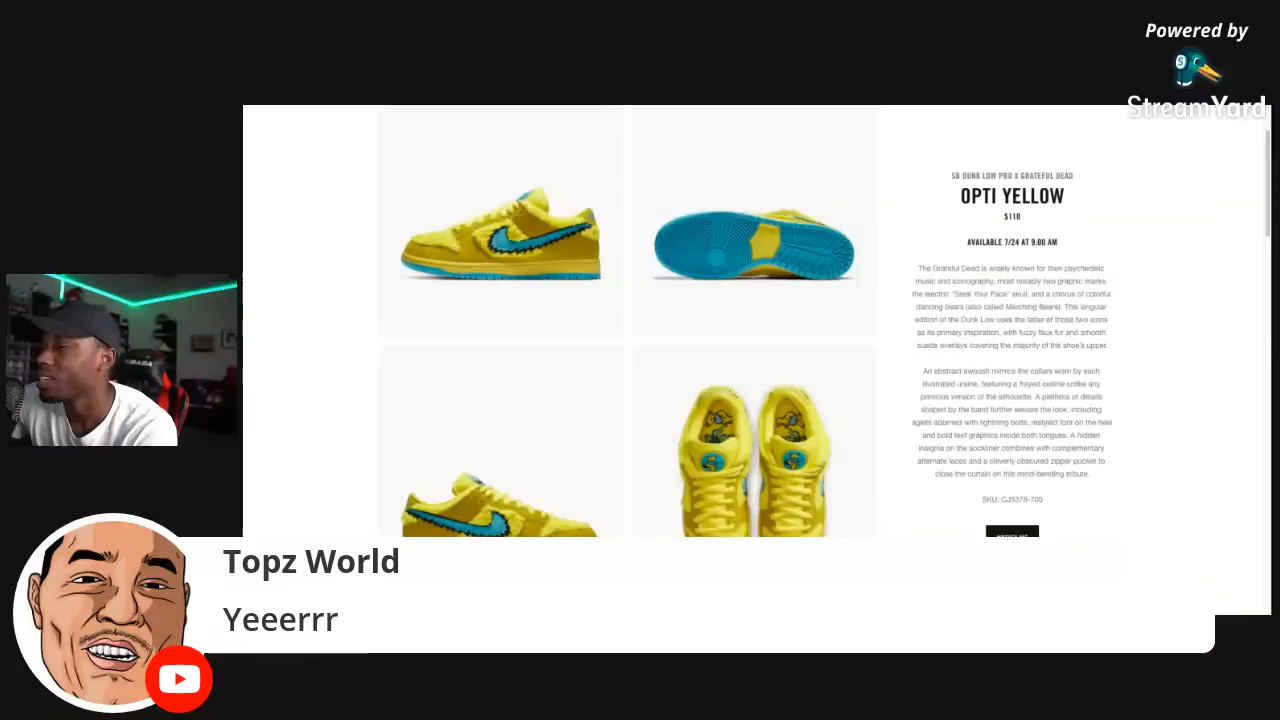 Powered by
StreamYard
SB DUNK LOW PRO X GRATEFUL DEAD
OPTI YELLOW
$110
AVAILABLE 7/24 AT 9:00 AM
The Grateful Dead is widely known for their psychedelic
music and iconography, most notably two graphic marks:
the electric "Steal Your Face" skull, and a chorus of colorful
dancing bears (also called Marching Bears). This singular
edition of the Dunk Low uses the latter of those two icons
as its primary inspiration, with fuzzy faux fur and smooth
suede overlays covering the majority of the shoe's upper.
An abstract swoosh mimics the collars worn by each
illustrated ursine, featuring a frayed outline unlike any
previous version of the silhouette. A plethora of details
shaped by the band further elevate the look, including
aglets adorned with lightning bolts, restyled font on the heel
and bold text graphics inside both tongues. A hidden
insignia on the sockliner combines with complementary
alternate laces and a cleverly obscured zipper pocket to
close the curtain on this mind-bending tribute.
SKU: CJ5378-700
NOTIFY ME
Topz World
Yeeerrr